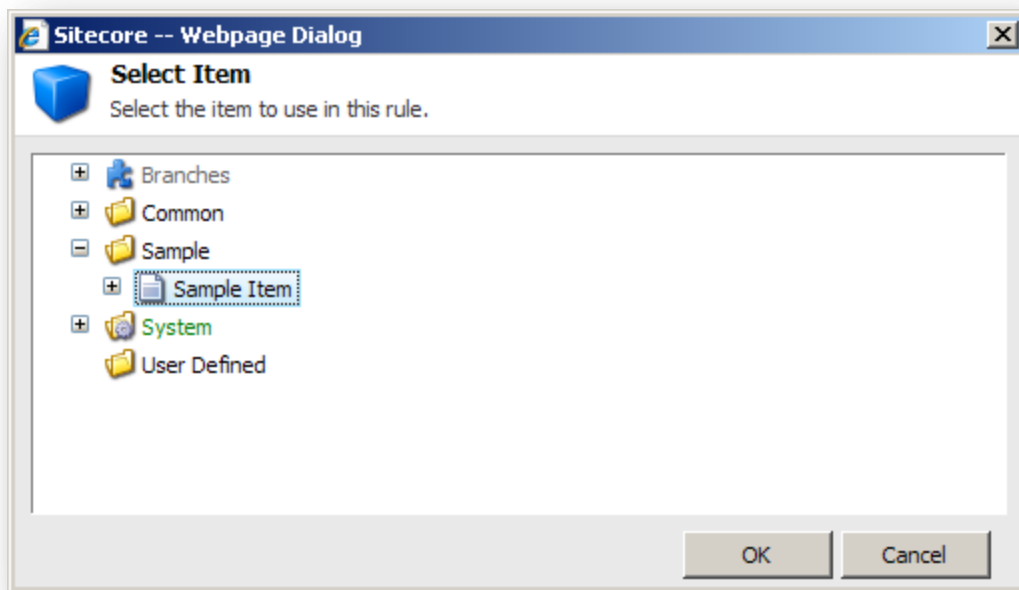 Sitecore -- Webpage Dialog
Select Item
Select the item to use in this rule.
Branches
Common
Sample
Sample Item
System
User Defined
OK Cancel